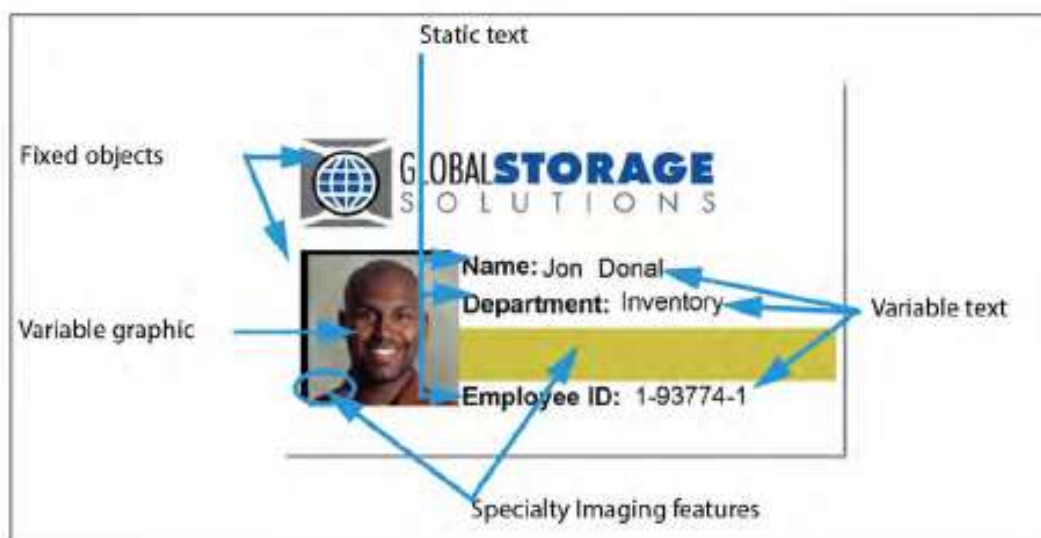 Static text
Fixed objects
GLOBALSTORAGE
SOLUTIONS
Name: Jon Donal
Department: Inventory
Variable graphic
Variable text
Employee ID: 1-93774-1
Specialty Imaging features